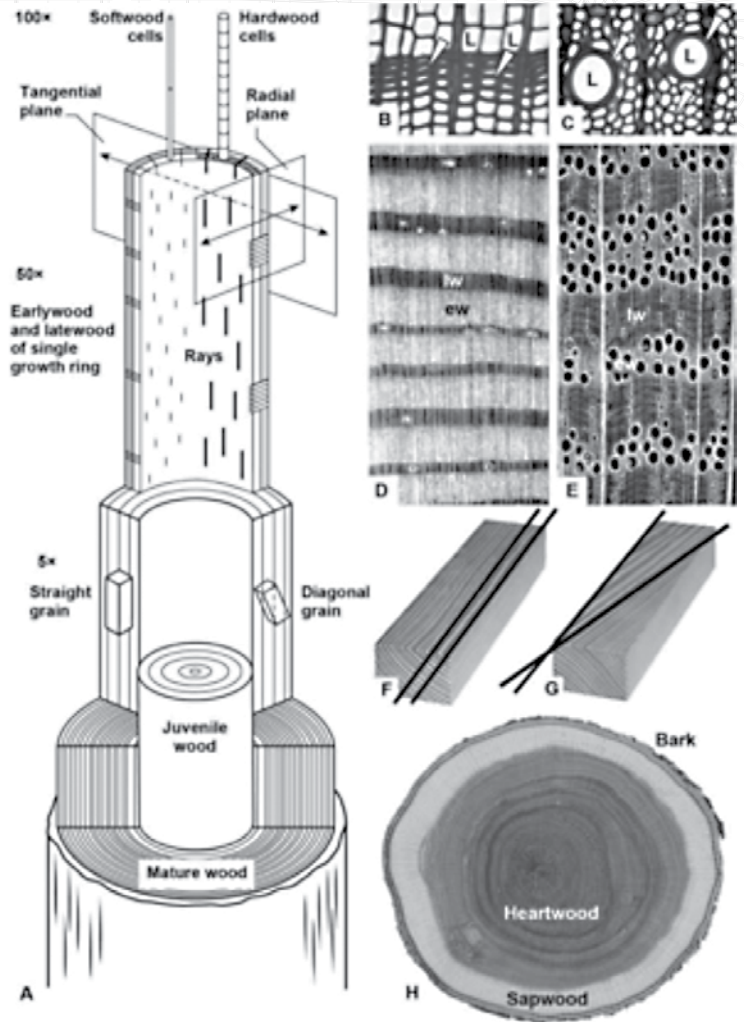 100×
Softwood
cells
Hardwood
cells
Tangential
plane
Radial
plane
50×
Earlywood
and latewood
of single
growth ring
Rays
5×
Straight
grain
Diagonal
grain
Juvenile
wood
Mature wood
A
L
L
B
L
L
C
lw
ew
D
lw
E
F
G
Bark
Heartwood
Sapwood
H